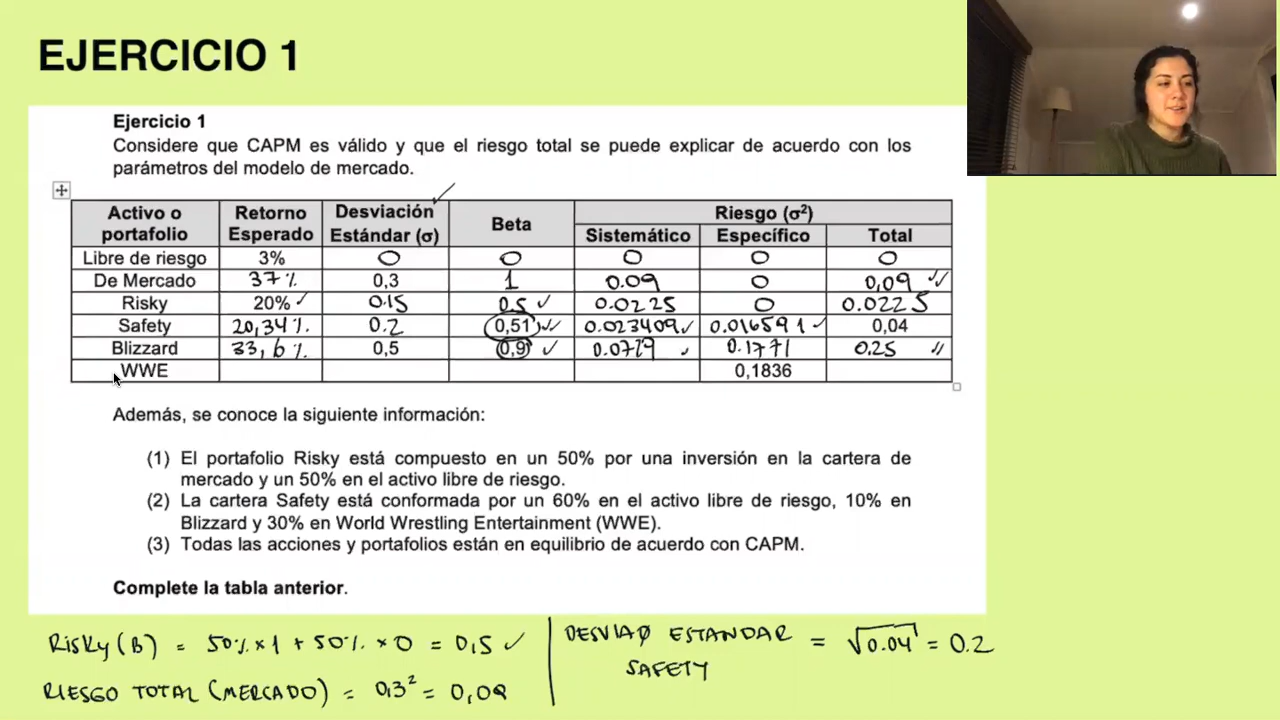 EJERCICIO 1
Ejercicio 1
Considere que CAPM es válido y que el riesgo total se puede explicar de acuerdo con los
parámetros del modelo de mercado.
Activo o portafolio Retorno Esperado Desviación Estándar (σ) Beta Riesgo (σ²)
Sistemático Específico Total
Libre de riesgo 3% 0 0 0 0 0
De Mercado 37% 0,3 1 0.09 0 0,09
Risky 20% 0.15 0.5 0.0225 0 0.0225
Safety 20,34% 0.2 0,51 0.023409 0.016591 0,04
Blizzard 33,6% 0,5 0,9 0.0729 0.1771 0.25
WWE 0,1836
Además, se conoce la siguiente información:
(1) El portafolio Risky está compuesto en un 50% por una inversión en la cartera de
mercado y un 50% en el activo libre de riesgo.
(2) La cartera Safety está conformada por un 60% en el activo libre de riesgo, 10% en
Blizzard y 30% en World Wrestling Entertainment (WWE).
(3) Todas las acciones y portafolios están en equilibrio de acuerdo con CAPM.
Complete la tabla anterior.
RISKY (B) = 50% x 1 + 50% x 0 = 0,5 ✓
RIESGO TOTAL (MERCADO) = 0,3² = 0,09
ESTANDAR = √0.04 = 0.2
SAFETY